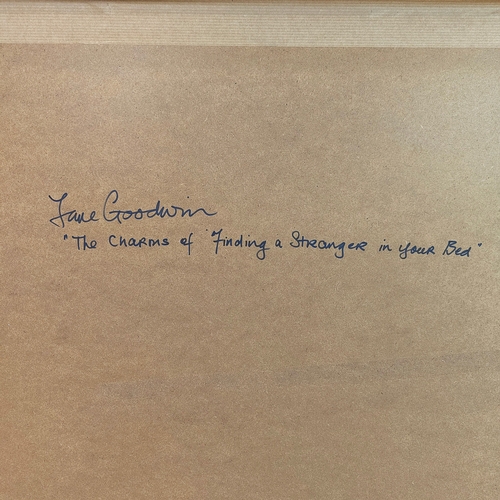 Jane Goodwin
"The Charms of Finding a Stranger in Your Bed"